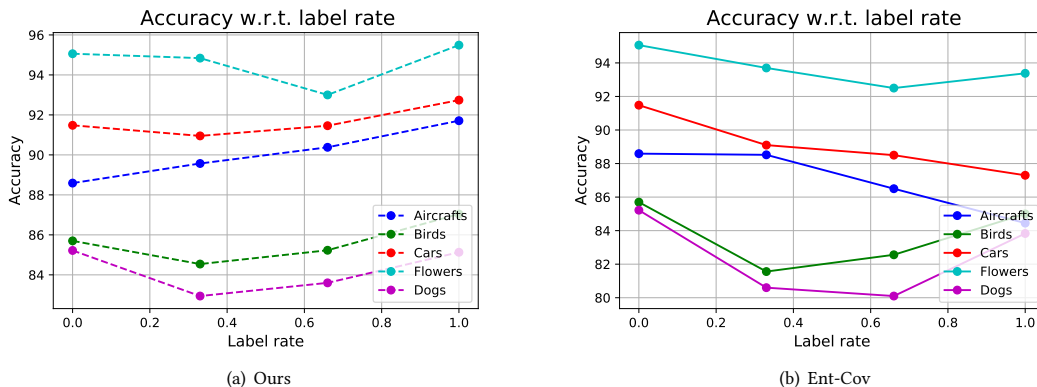 Accuracy w.r.t. label rate
96
94
92
90
88
86
84
Accuracy
0.0 0.2 0.4 0.6 0.8 1.0
Label rate
Aircrafts
Birds
Cars
Flowers
Dogs
(a) Ours
Accuracy w.r.t. label rate
94
92
90
88
86
84
82
80
Accuracy
0.0 0.2 0.4 0.6 0.8 1.0
Label rate
Aircrafts
Birds
Cars
Flowers
Dogs
(b) Ent-Cov